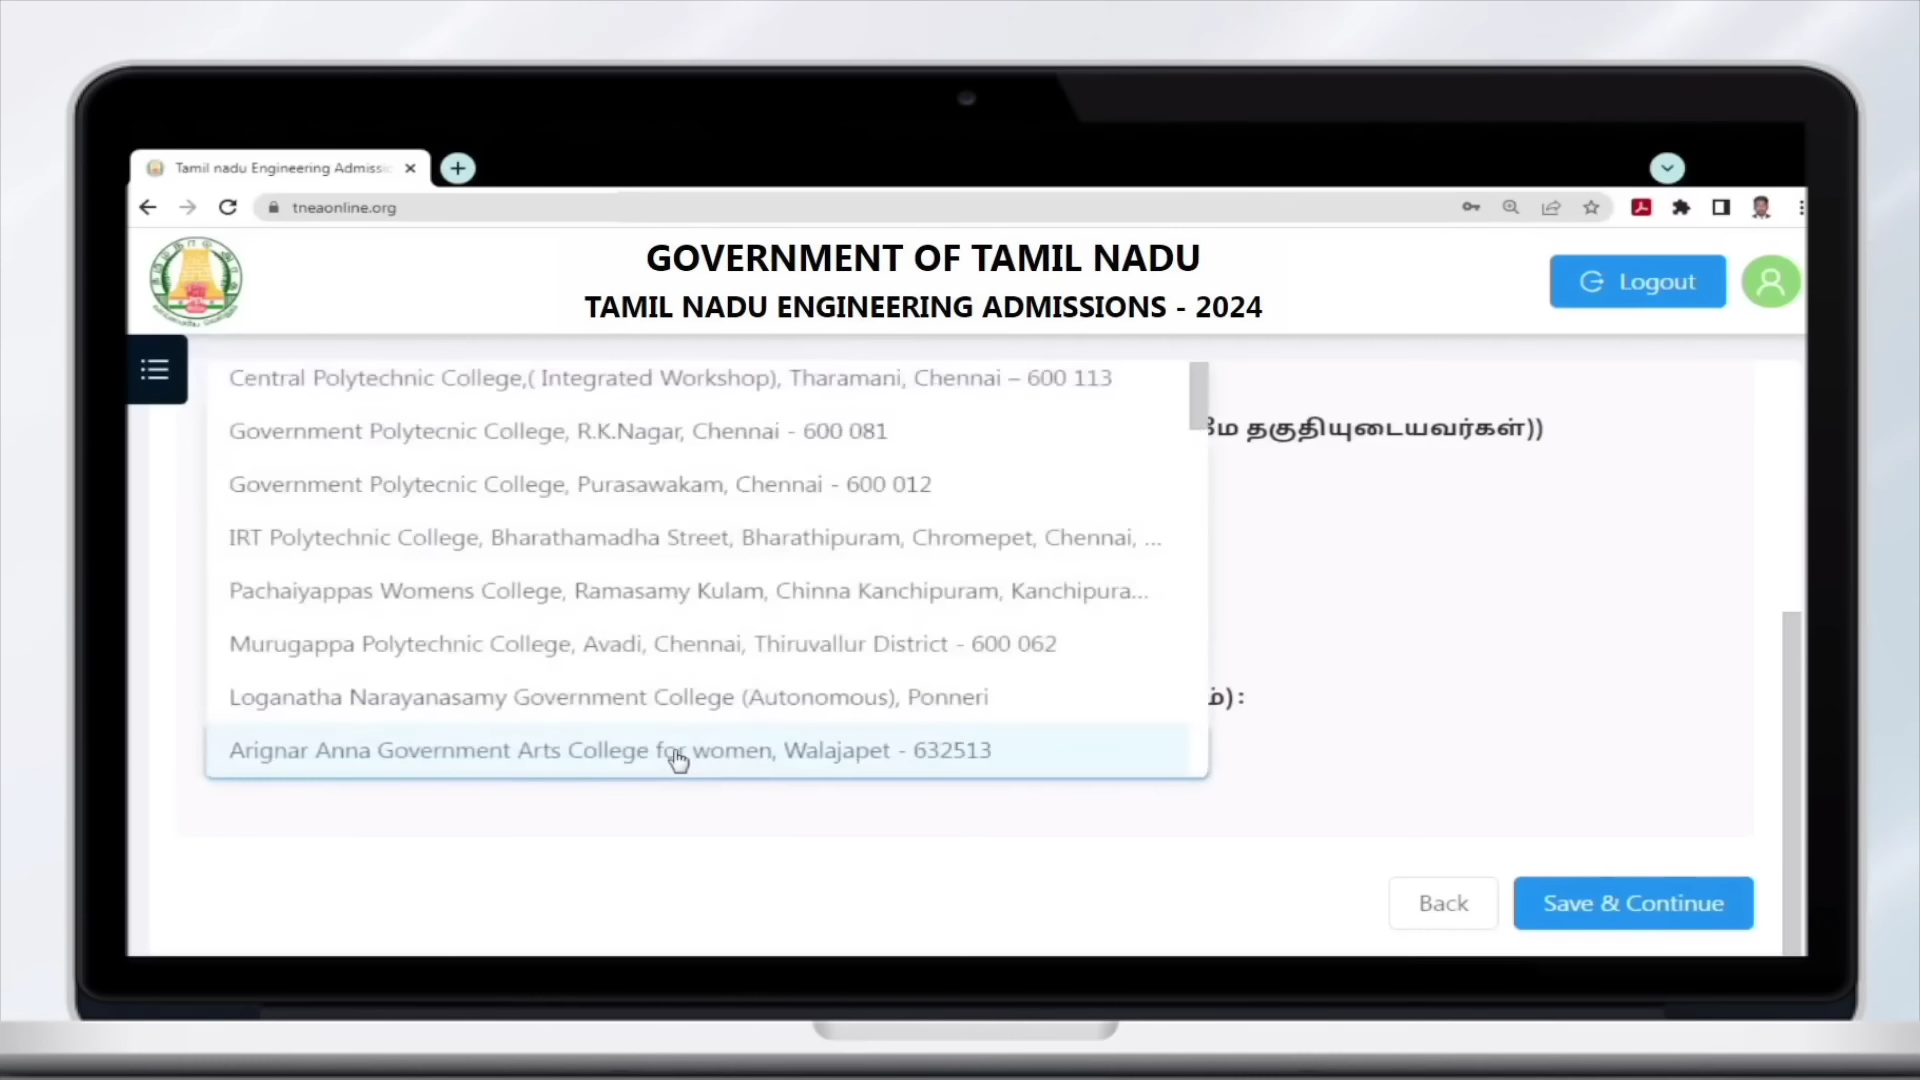 Tamil nadu Engineering Admissi
tneaonline.org
GOVERNMENT OF TAMIL NADU
TAMIL NADU ENGINEERING ADMISSIONS - 2024
Logout
Central Polytechnic College,( Integrated Workshop), Tharamani, Chennai – 600 113
Government Polytecnic College, R.K.Nagar, Chennai - 600 081
மே தகுதியுடையவர்கள்))
Government Polytecnic College, Purasawakam, Chennai - 600 012
IRT Polytechnic College, Bharathamadha Street, Bharathipuram, Chromepet, Chennai, ...
Pachaiyappas Womens College, Ramasamy Kulam, Chinna Kanchipuram, Kanchipura...
Murugappa Polytechnic College, Avadi, Chennai, Thiruvallur District - 600 062
Loganatha Narayanasamy Government College (Autonomous), Ponneri
ம்):
Arignar Anna Government Arts College for women, Walajapet - 632513
Back
Save & Continue